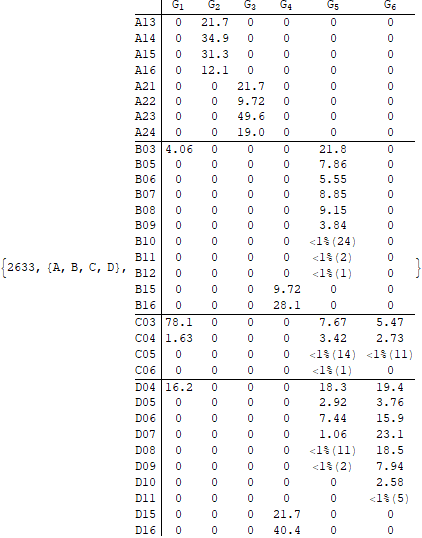 G1 G2 G3 G4 G5 G6
A13 0 21.7 0 0 0 0
A14 0 34.9 0 0 0 0
A15 0 31.3 0 0 0 0
A16 0 12.1 0 0 0 0
A21 0 0 21.7 0 0 0
A22 0 0 9.72 0 0 0
A23 0 0 49.6 0 0 0
A24 0 0 19.0 0 0 0
B03 4.06 0 0 0 21.8 0
B05 0 0 0 0 7.86 0
B06 0 0 0 0 5.55 0
B07 0 0 0 0 8.85 0
B08 0 0 0 0 9.15 0
B09 0 0 0 0 3.84 0
B10 0 0 0 0 <1%(24) 0
B11 0 0 0 0 <1%(2) 0
{2633, {A, B, C, D}, B12 0 0 0 0 <1%(1) 0 }
B15 0 0 0 9.72 0 0
B16 0 0 0 28.1 0 0
C03 78.1 0 0 0 7.67 5.47
C04 1.63 0 0 0 3.42 2.73
C05 0 0 0 0 <1%(14) <1%(11)
C06 0 0 0 0 <1%(1) 0
D04 16.2 0 0 0 18.3 19.4
D05 0 0 0 0 2.92 3.76
D06 0 0 0 0 7.44 15.9
D07 0 0 0 0 1.06 23.1
D08 0 0 0 0 <1%(11) 18.5
D09 0 0 0 0 <1%(2) 7.94
D10 0 0 0 0 0 2.58
D11 0 0 0 0 0 <1%(5)
D15 0 0 0 21.7 0 0
D16 0 0 0 40.4 0 0